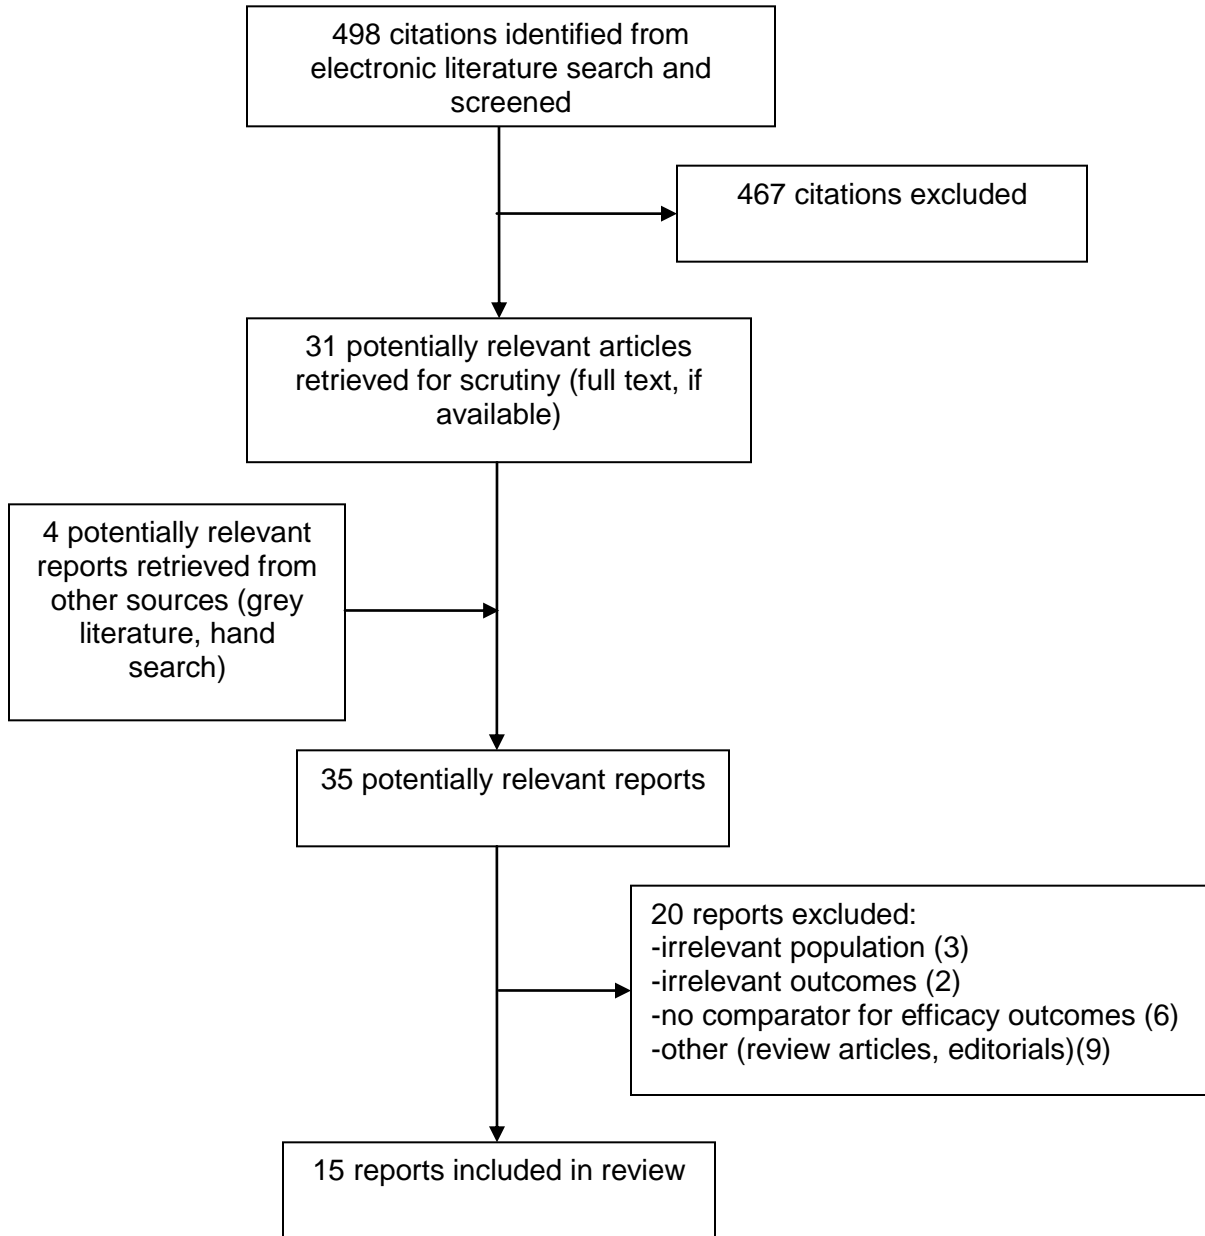 498 citations identified from
electronic literature search and
screened
467 citations excluded
31 potentially relevant articles
retrieved for scrutiny (full text, if
available)
4 potentially relevant
reports retrieved from
other sources (grey
literature, hand
search)
35 potentially relevant reports
20 reports excluded:
-irrelevant population (3)
-irrelevant outcomes (2)
-no comparator for efficacy outcomes (6)
-other (review articles, editorials)(9)
15 reports included in review